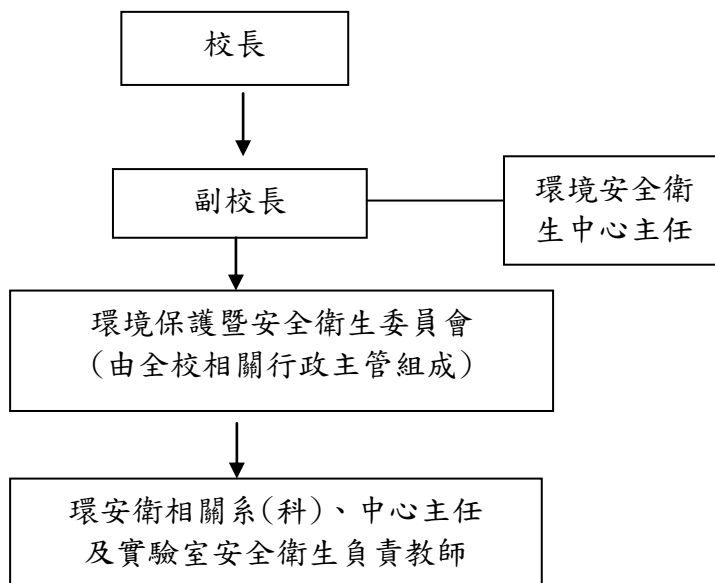 校長
副校長
環境安全衛
生中心主任
環境保護暨安全衛生委員會
(由全校相關行政主管組成)
環安衛相關系(科)、中心主任
及實驗室安全衛生負責教師